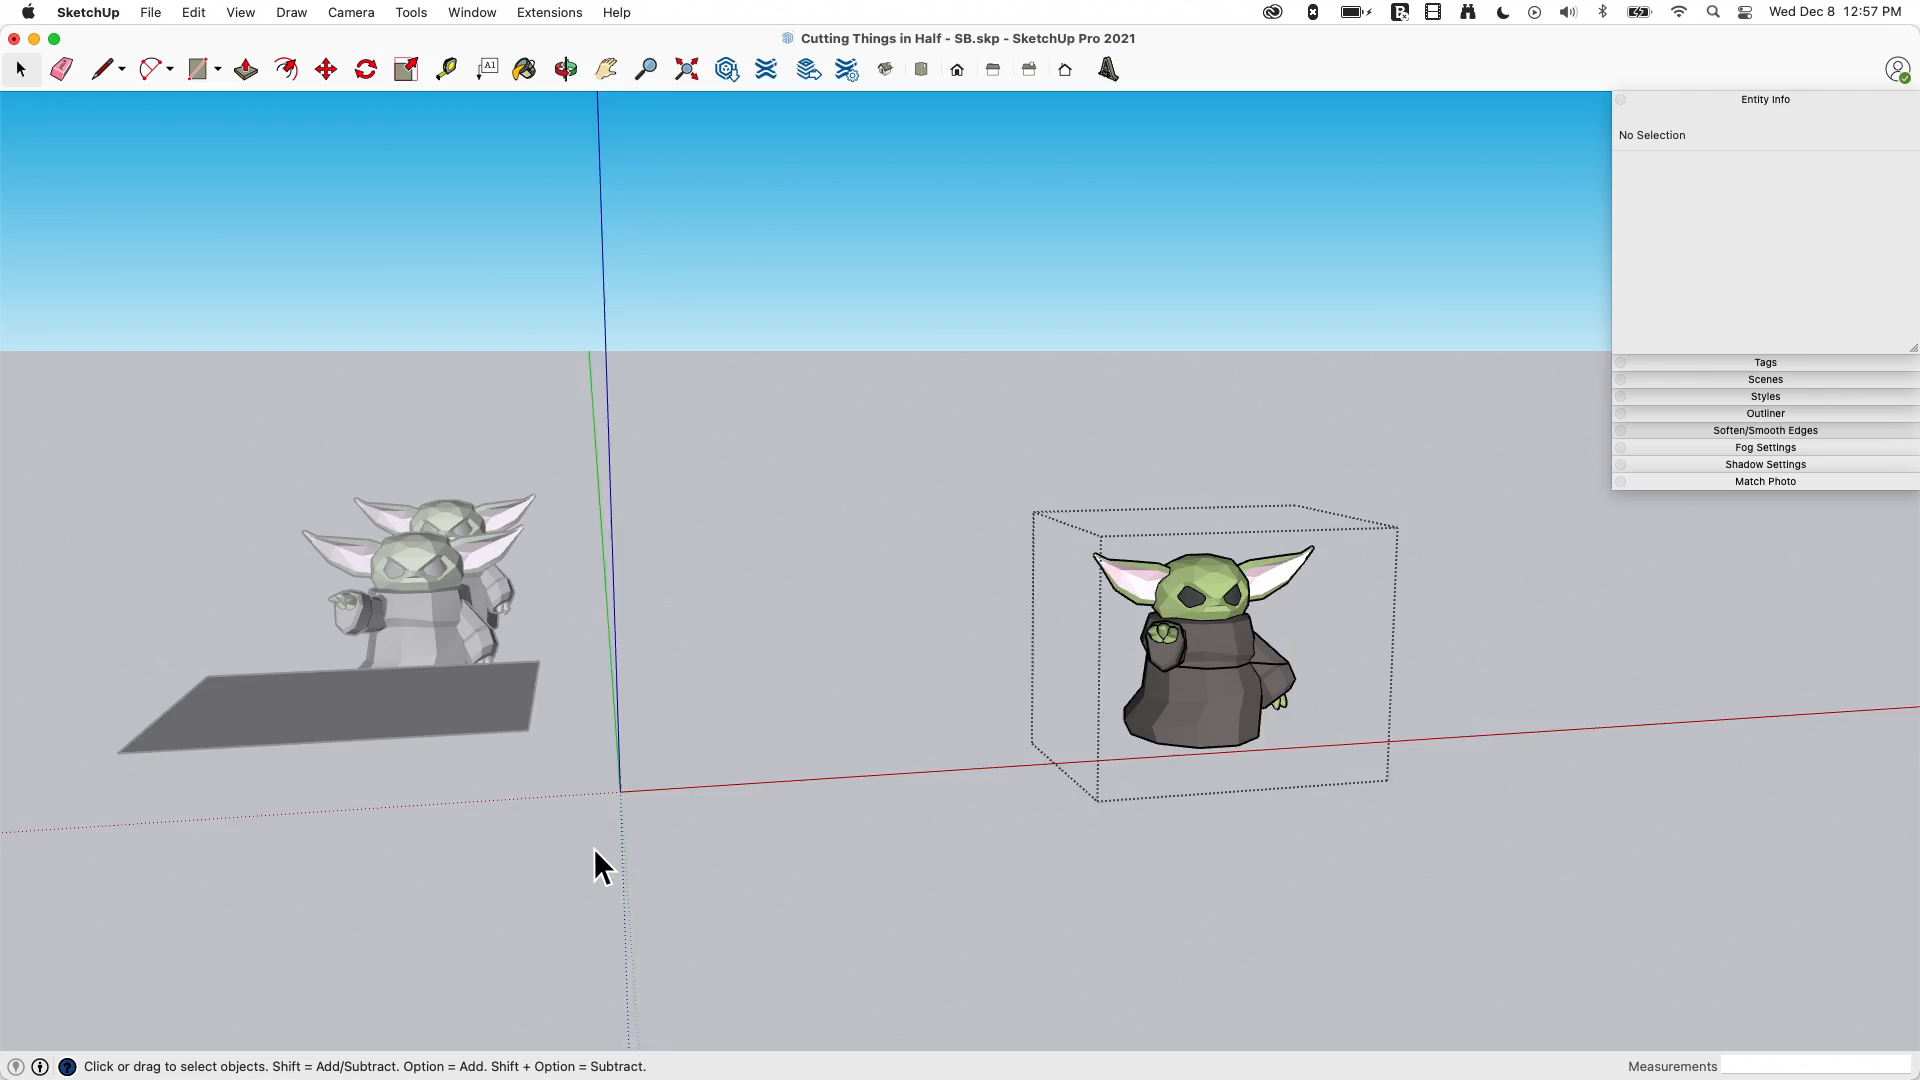 SketchUp File Edit View Draw Camera Tools Window Extensions Help Wed Dec 8 12:57 PM
Cutting Things in Half - SB.skp - SketchUp Pro 2021
A1
Entity Info
No Selection
Tags
Scenes
Styles
Outliner
Soften/Smooth Edges
Fog Settings
Shadow Settings
Match Photo
Click or drag to select objects. Shift = Add/Subtract. Option = Add. Shift + Option = Subtract.
Measurements